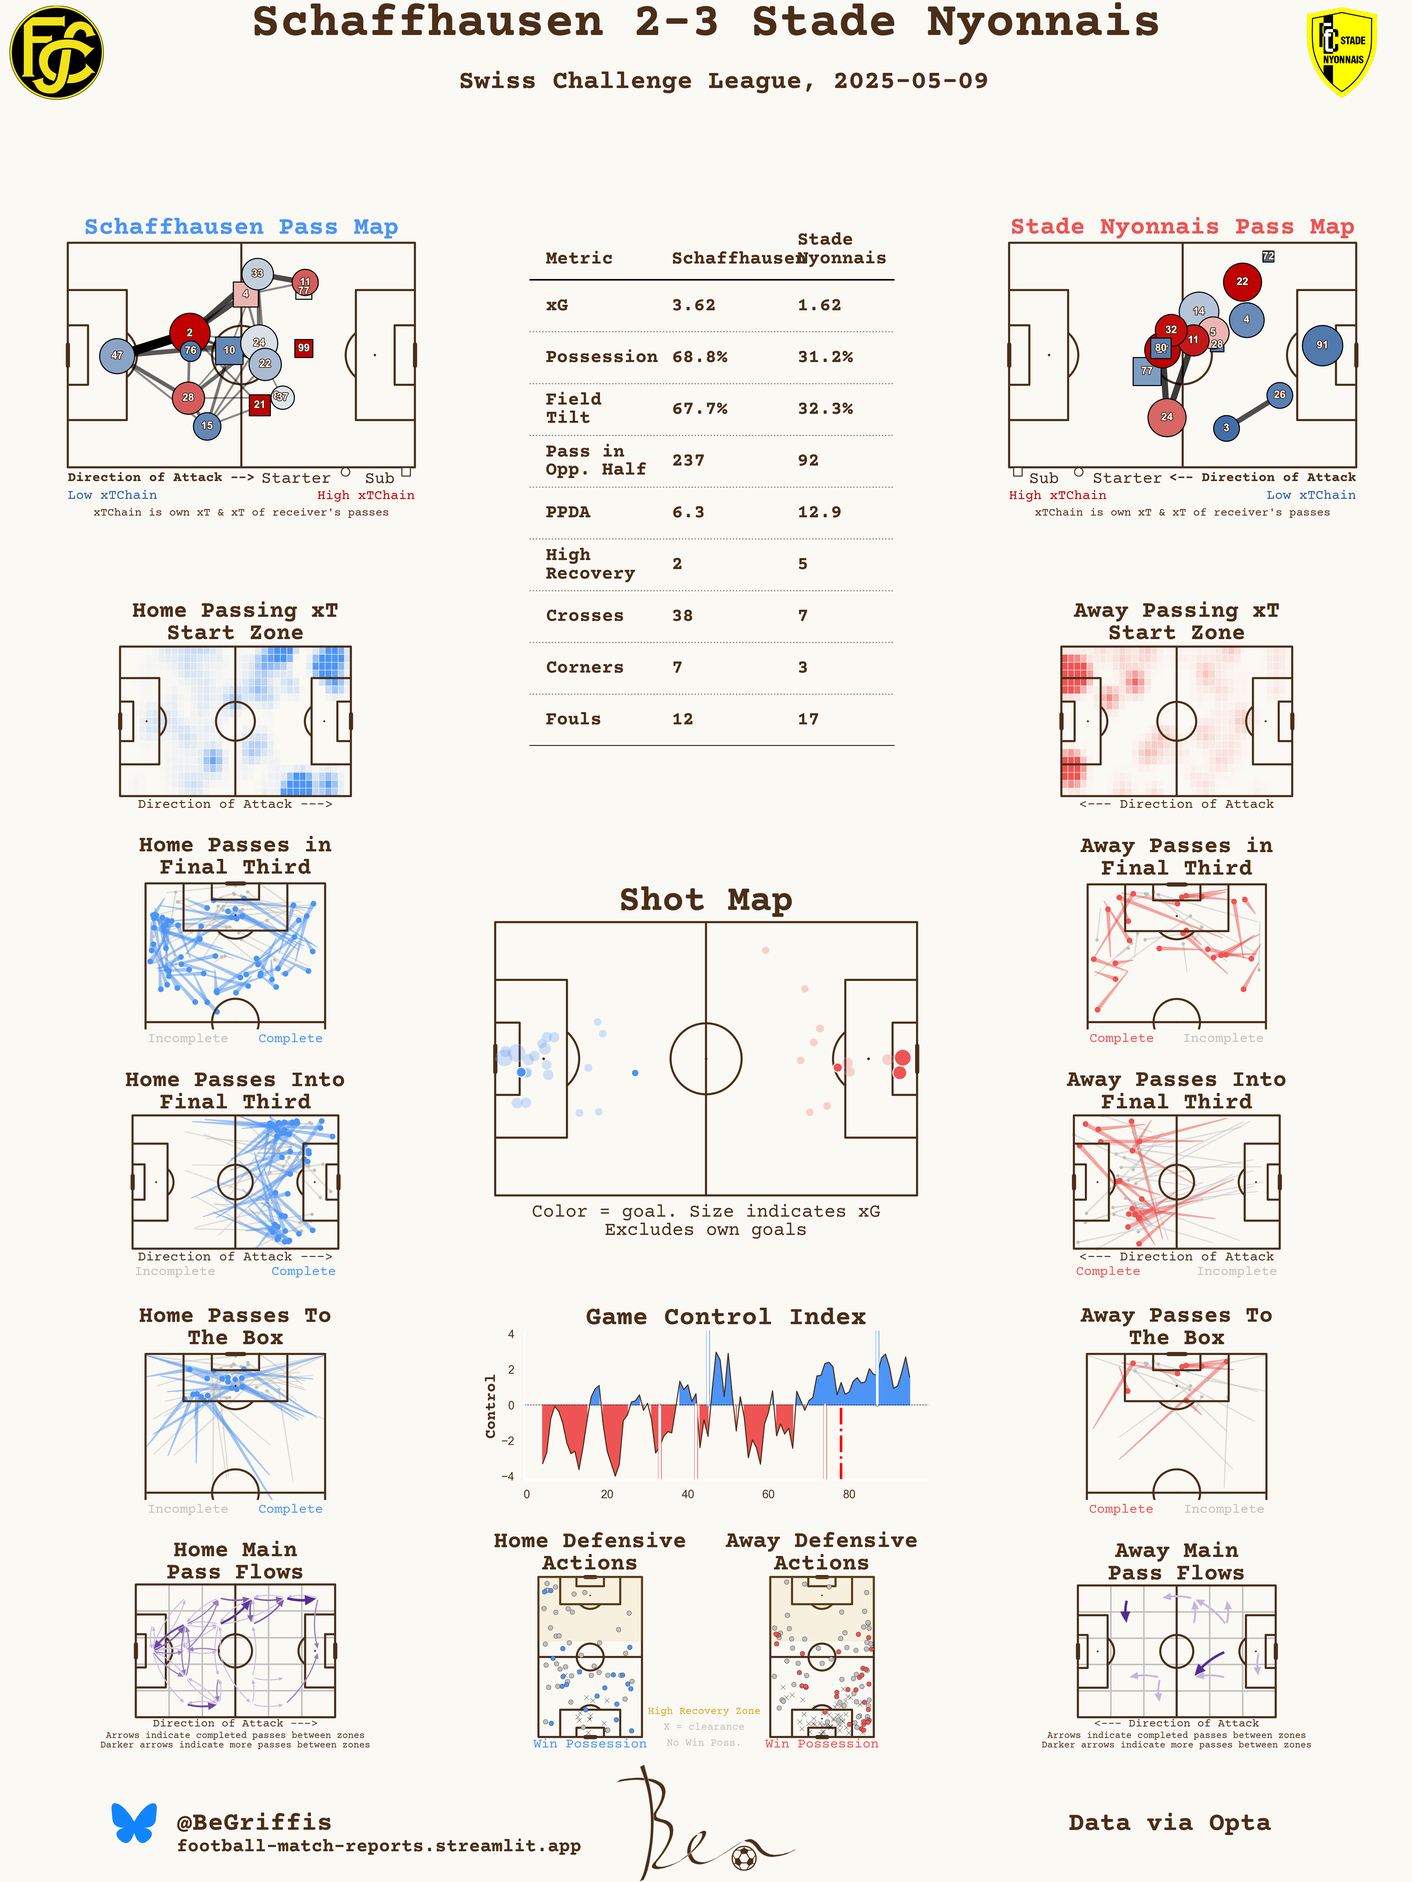 Schaffhausen 2-3 Stade Nyonnais
Swiss Challenge League, 2025-05-09
FCS
STADE
NYONNAIS
Schaffhausen Pass Map
33
11
77
4
2
47
76
10
24
22
99
28
37
21
15
Direction of Attack --> Starter Sub
Low xTChain High xTChain
xTChain is own xT & xT of receiver's passes
Metric Schaffhausen Stade Nyonnais
xG 3.62 1.62
Possession 68.8% 31.2%
Field Tilt 67.7% 32.3%
Pass in Opp. Half 237 92
PPDA 6.3 12.9
High Recovery 2 5
Crosses 38 7
Corners 7 3
Fouls 12 17
Stade Nyonnais Pass Map
72
22
14
4
32
5
11
28
80
91
77
26
24
3
Sub Starter <-- Direction of Attack
High xTChain Low xTChain
xTChain is own xT & xT of receiver's passes
Home Passing xT
Start Zone
Direction of Attack --->
Away Passing xT
Start Zone
<--- Direction of Attack
Home Passes in
Final Third
Incomplete Complete
Shot Map
Color = goal. Size indicates xG
Excludes own goals
Away Passes in
Final Third
Complete Incomplete
Home Passes Into
Final Third
Direction of Attack --->
Incomplete Complete
Away Passes Into
Final Third
<--- Direction of Attack
Complete Incomplete
Home Passes To
The Box
Incomplete Complete
Game Control Index
Control
4
2
0
−2
−4
0 20 40 60 80
Away Passes To
The Box
Complete Incomplete
Home Main
Pass Flows
Direction of Attack --->
Arrows indicate completed passes between zones
Darker arrows indicate more passes between zones
Home Defensive
Actions
Win Possession
High Recovery Zone
X = clearance
No Win Poss.
Away Defensive
Actions
Win Possession
Away Main
Pass Flows
<--- Direction of Attack
Arrows indicate completed passes between zones
Darker arrows indicate more passes between zones
@BeGriffis
football-match-reports.streamlit.app
Ben
Data via Opta